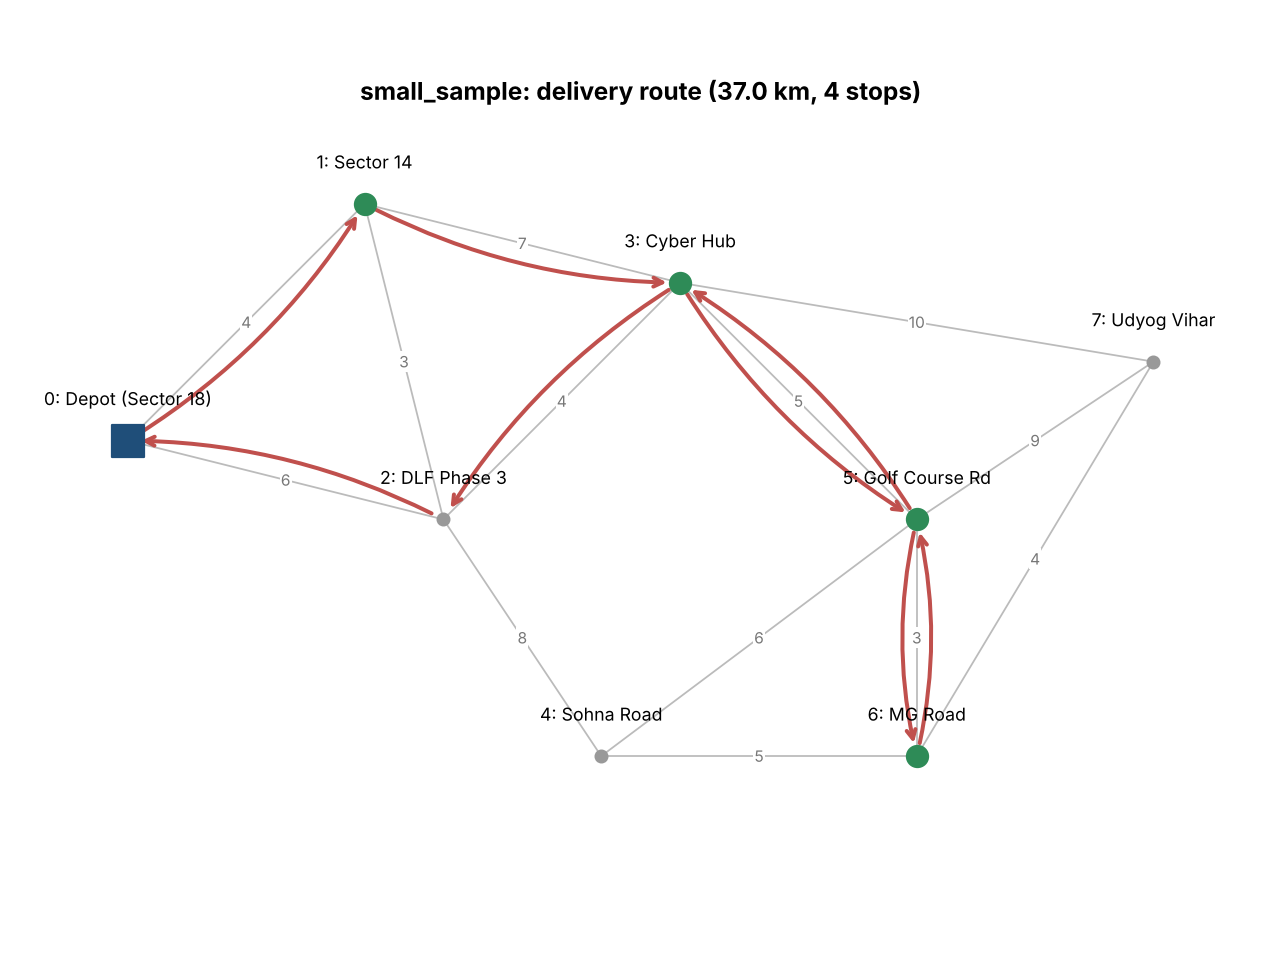 small_sample: delivery route (37.0 km, 4 stops)
1: Sector 14
7
3: Cyber Hub
4
10
7: Udyog Vihar
3
0: Depot (Sector 18)
4
5
9
6
2: DLF Phase 3
5: Golf Course Rd
4
8
6
3
4: Sohna Road
6: MG Road
5